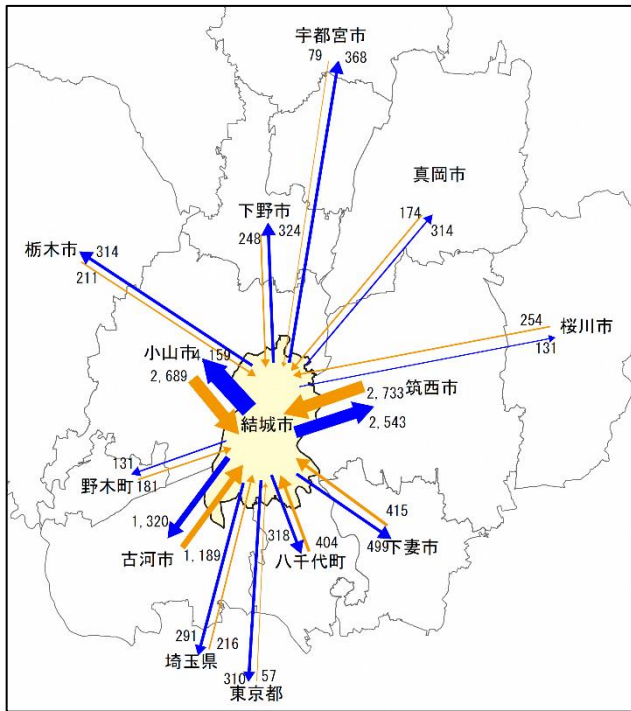 宇都宮市
79 368
真岡市
174
314
下野市
248 324
栃木市 314
211
254
桜川市
131
小山市 4,159
2,689
2,733 筑西市
2,543
結城市
131
野木町 181
1,320
古河市 1,189
318 404
八千代町
415
499 下妻市
291 216
埼玉県
310 57
東京都